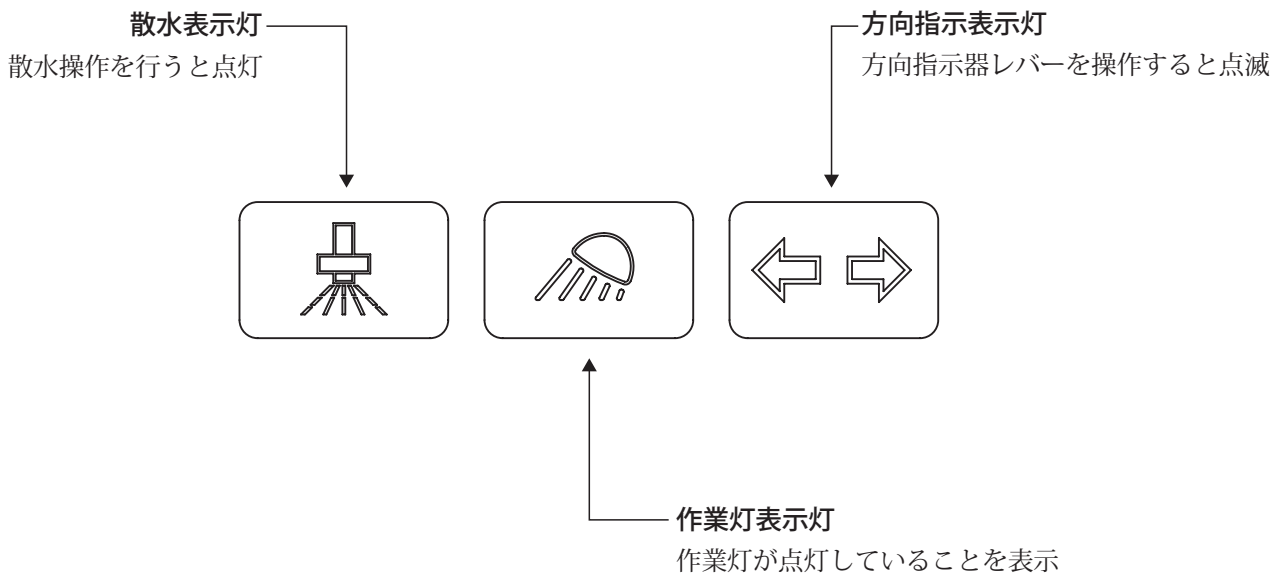 散水表示灯
散水操作を行うと点灯
方向指示表示灯
方向指示器レバーを操作すると点滅
作業灯表示灯
作業灯が点灯していることを表示